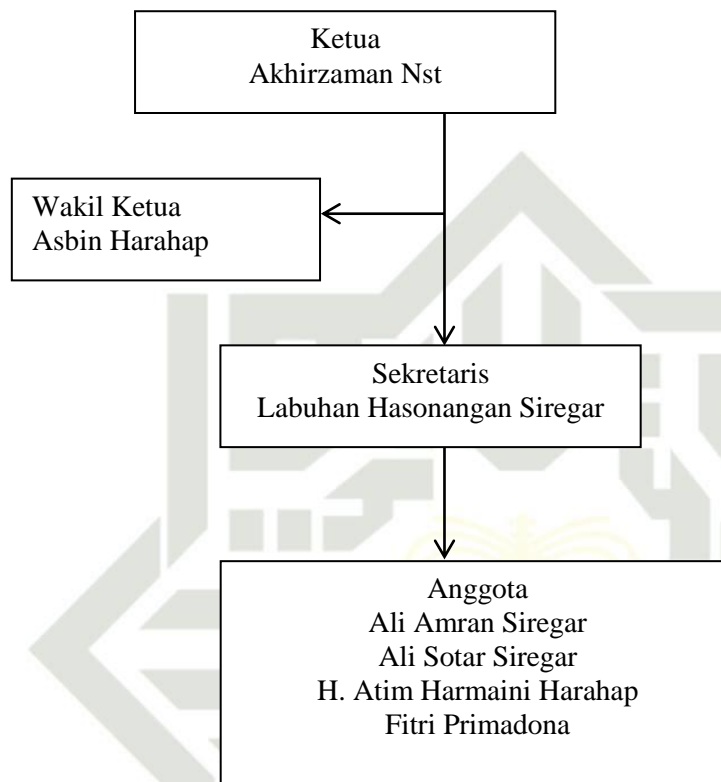 Ketua
Akhirzaman Nst
Wakil Ketua
Asbin Harahap
Sekretaris
Labuhan Hasonangan Siregar
Anggota
Ali Amran Siregar
Ali Sotar Siregar
H. Atim Harmaini Harahap
Fitri Primadona